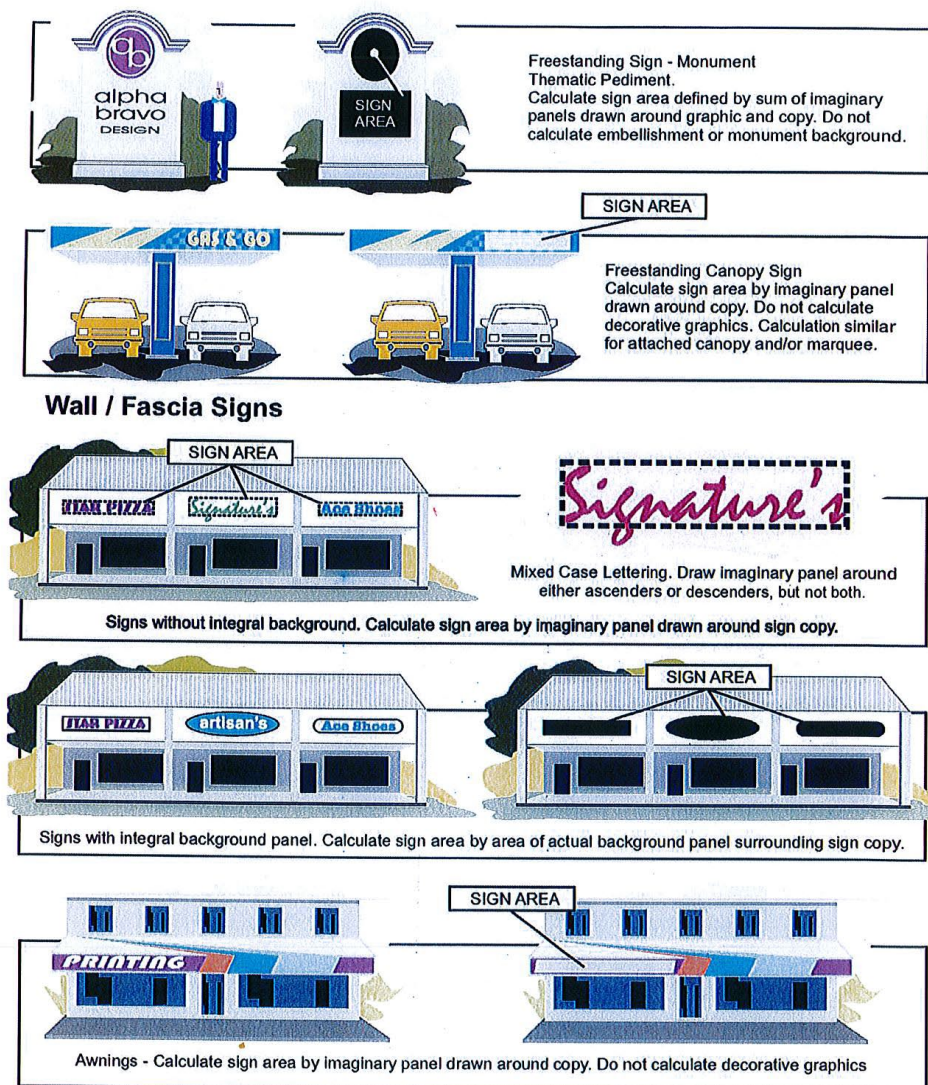 alpha
bravo
DESIGN
SIGN
AREA
Freestanding Sign - Monument
Thematic Pediment.
Calculate sign area defined by sum of imaginary
panels drawn around graphic and copy. Do not
calculate embellishment or monument background.
SIGN AREA
GAS & GO
Freestanding Canopy Sign
Calculate sign area by imaginary panel
drawn around copy. Do not calculate
decorative graphics. Calculation similar
for attached canopy and/or marquee.
Wall / Fascia Signs
SIGN AREA
STAR PIZZA
Signature's
Ace Shoes
Signature's
Mixed Case Lettering. Draw imaginary panel around
either ascenders or descenders, but not both.
Signs without integral background. Calculate sign area by imaginary panel drawn around sign copy.
SIGN AREA
STAR PIZZA
artisan's
Ace Shoes
Signs with integral background panel. Calculate sign area by area of actual background panel surrounding sign copy.
SIGN AREA
PRINTING
Awnings - Calculate sign area by imaginary panel drawn around copy. Do not calculate decorative graphics